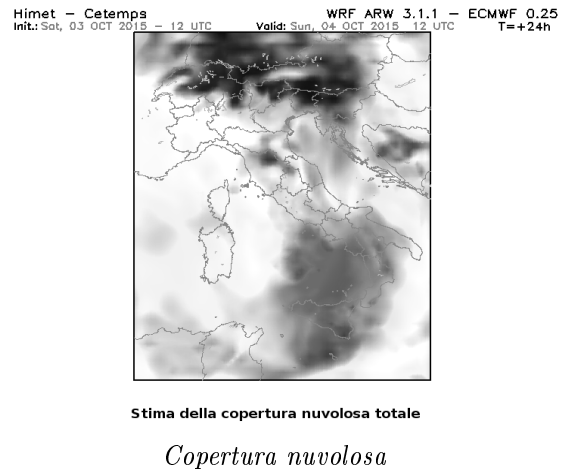 Himet – Cetemps WRF ARW 3.1.1 – ECMWF 0.25
Init.: Sat, 03 OCT 2015 – 12 UTC Valid: Sun, 04 OCT 2015 12 UTC T=+24h
Stima della copertura nuvolosa totale
Copertura nuvolosa